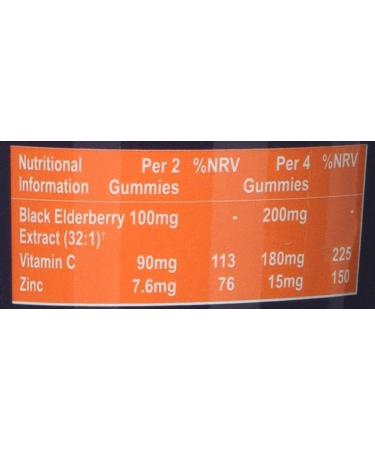 Nutritional Per 2 %NRV Per 4 %NRV
Information Gummies Gummies
Black Elderberry 100mg - 200mg -
Extract (32:1)†
Vitamin C 90mg 113 180mg 225
Zinc 7.6mg 76 15mg 150